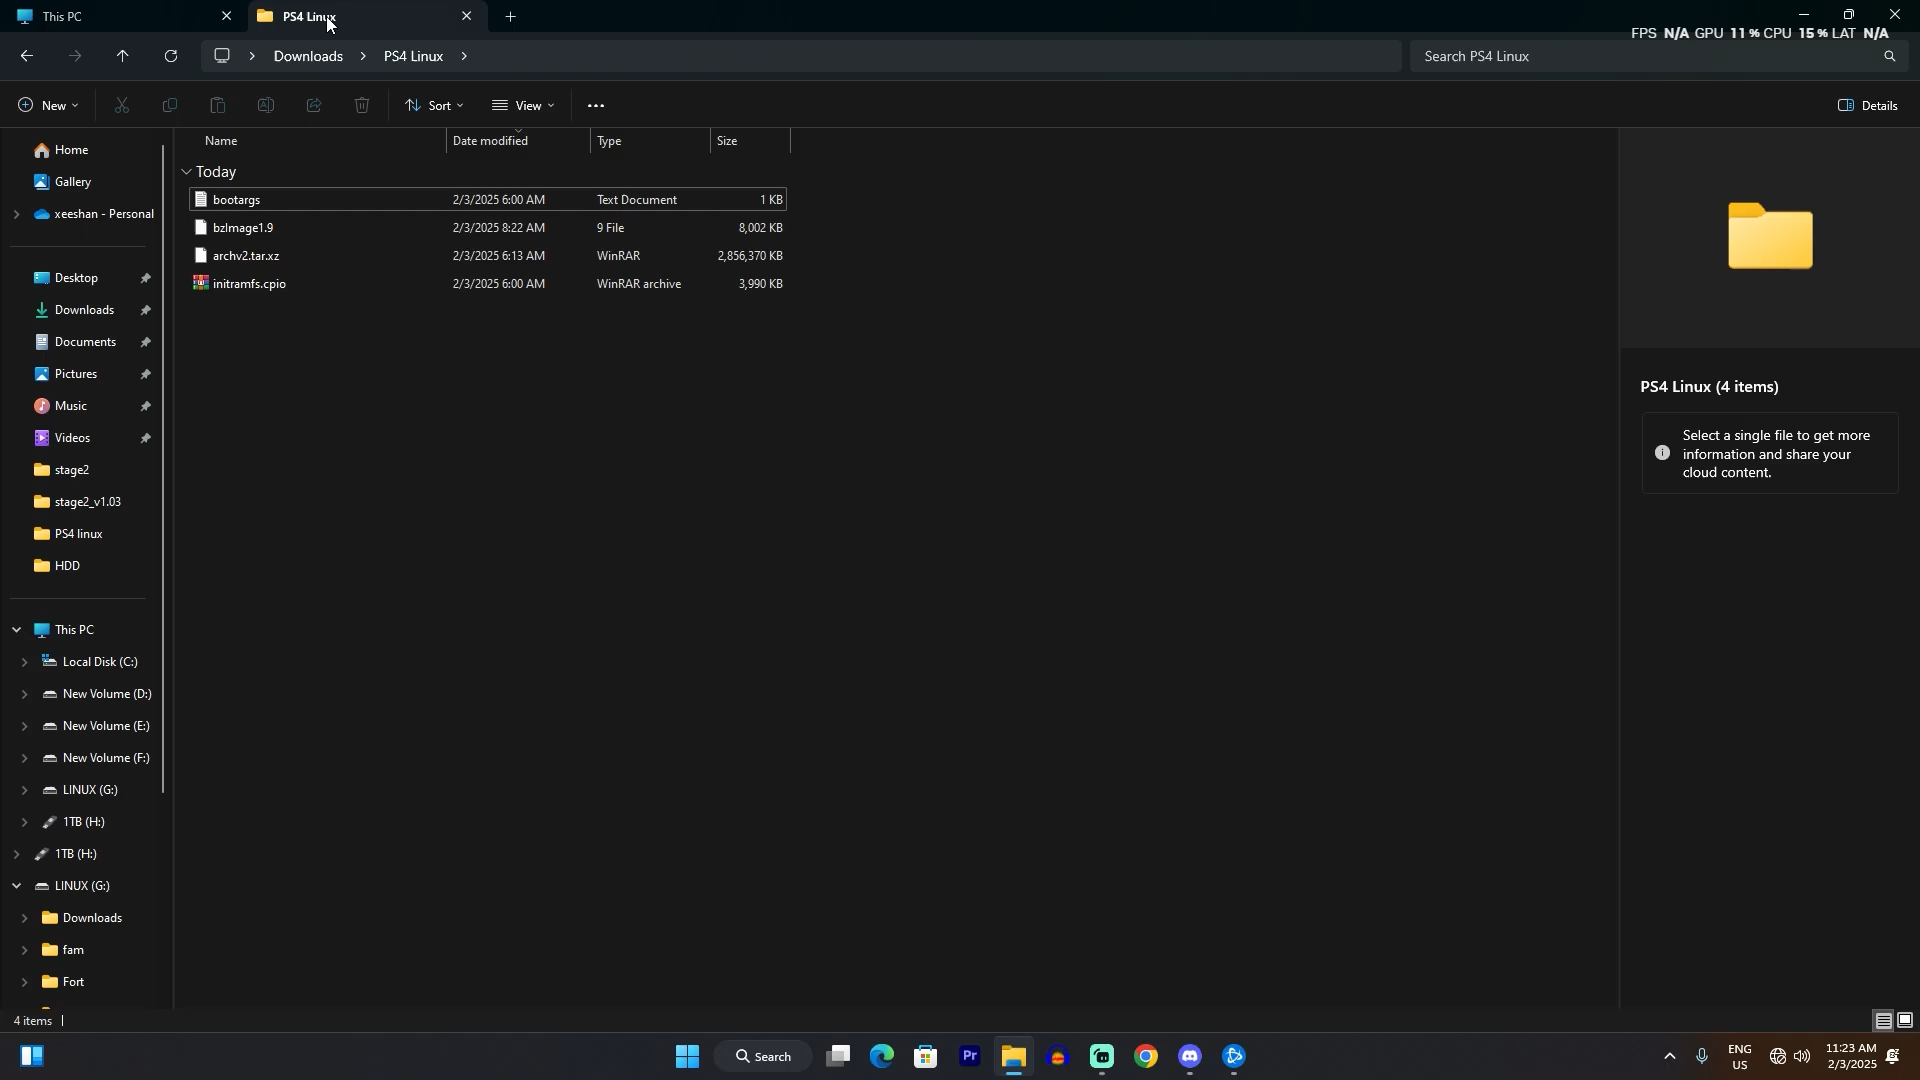 This PC
PS4 Linux
FPS N/A GPU 11 % CPU 15 % LAT N/A
Downloads
PS4 Linux
Search PS4 Linux
New
Sort
View
Details
Name
Date modified
Type
Size
Today
bootargs 2/3/2025 6:00 AM Text Document 1 KB
bzImage1.9 2/3/2025 8:22 AM 9 File 8,002 KB
archv2.tar.xz 2/3/2025 6:13 AM WinRAR 2,856,370 KB
initramfs.cpio 2/3/2025 6:00 AM WinRAR archive 3,990 KB
Home
Gallery
xeeshan - Personal
Desktop
Downloads
Documents
Pictures
Music
Videos
stage2
stage2_v1.03
PS4 linux
HDD
This PC
Local Disk (C:)
New Volume (D:)
New Volume (E:)
New Volume (F:)
LINUX (G:)
1TB (H:)
1TB (H:)
LINUX (G:)
Downloads
fam
Fort
PS4 Linux (4 items)
Select a single file to get more
information and share your
cloud content.
4 items
Search
Pr
ENG
US
11:23 AM
2/3/2025